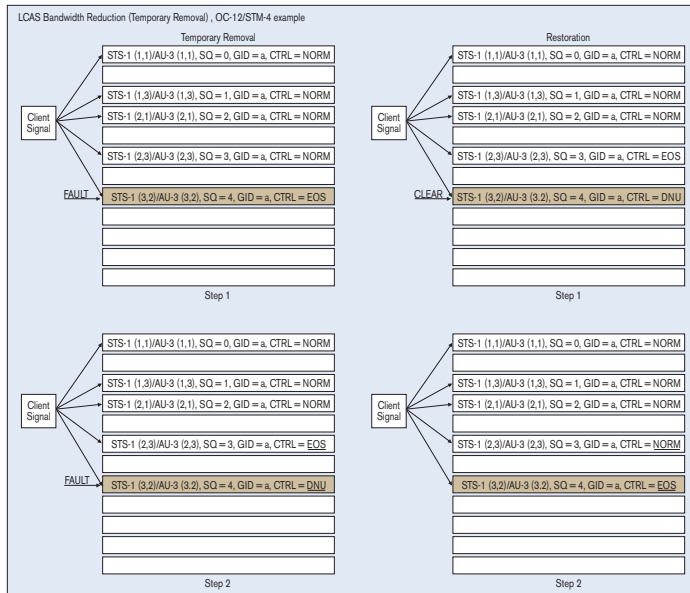 LCAS Bandwidth Reduction (Temporary Removal) , OC-12/STM-4 example
Temporary Removal
STS-1 (1,1)/AU-3 (1,1), SQ = 0, GID = a, CTRL = NORM
STS-1 (1,3)/AU-3 (1,3), SQ = 1, GID = a, CTRL = NORM
Client
Signal
STS-1 (2,1)/AU-3 (2,1), SQ = 2, GID = a, CTRL = NORM
STS-1 (2,3)/AU-3 (2,3), SQ = 3, GID = a, CTRL = NORM
FAULT
STS-1 (3,2)/AU-3 (3,2), SQ = 4, GID = a, CTRL = EOS
Step 1
Restoration
STS-1 (1,1)/AU-3 (1,1), SQ = 0, GID = a, CTRL = NORM
STS-1 (1,3)/AU-3 (1,3), SQ = 1, GID = a, CTRL = NORM
Client
Signal
STS-1 (2,1)/AU-3 (2,1), SQ = 2, GID = a, CTRL = NORM
STS-1 (2,3)/AU-3 (2,3), SQ = 3, GID = a, CTRL = EOS
CLEAR
STS-1 (3,2)/AU-3 (3.2), SQ = 4, GID = a, CTRL = DNU
Step 1
STS-1 (1,1)/AU-3 (1,1), SQ = 0, GID = a, CTRL = NORM
STS-1 (1,3)/AU-3 (1,3), SQ = 1, GID = a, CTRL = NORM
Client
Signal
STS-1 (2,1)/AU-3 (2,1), SQ = 2, GID = a, CTRL = NORM
STS-1 (2,3)/AU-3 (2,3), SQ = 3, GID = a, CTRL = EOS
FAULT
STS-1 (3,2)/AU-3 (3.2), SQ = 4, GID = a, CTRL = DNU
Step 2
STS-1 (1,1)/AU-3 (1,1), SQ = 0, GID = a, CTRL = NORM
STS-1 (1,3)/AU-3 (1,3), SQ = 1, GID = a, CTRL = NORM
Client
Signal
STS-1 (2,1)/AU-3 (2,1), SQ = 2, GID = a, CTRL = NORM
STS-1 (2,3)/AU-3 (2,3), SQ = 3, GID = a, CTRL = NORM
STS-1 (3,2)/AU-3 (3.2), SQ = 4, GID = a, CTRL = EOS
Step 2